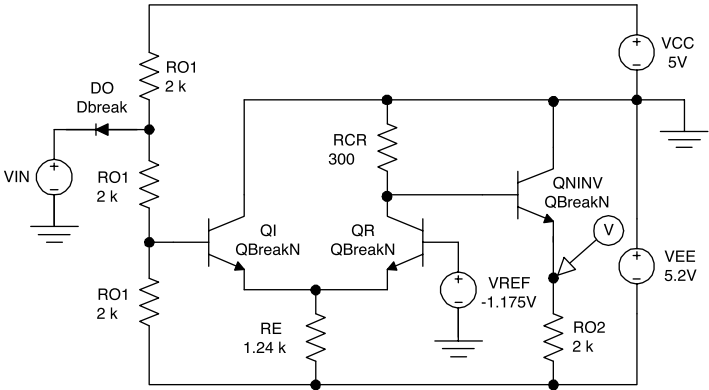 VCC
5V
RO1
2 k
DO
Dbreak
VIN
RO1
2 k
RCR
300
QNINV
QBreakN
QI
QBreakN
QR
QBreakN
V
VREF
-1.175V
VEE
5.2V
RO1
2 k
RE
1.24 k
RO2
2 k